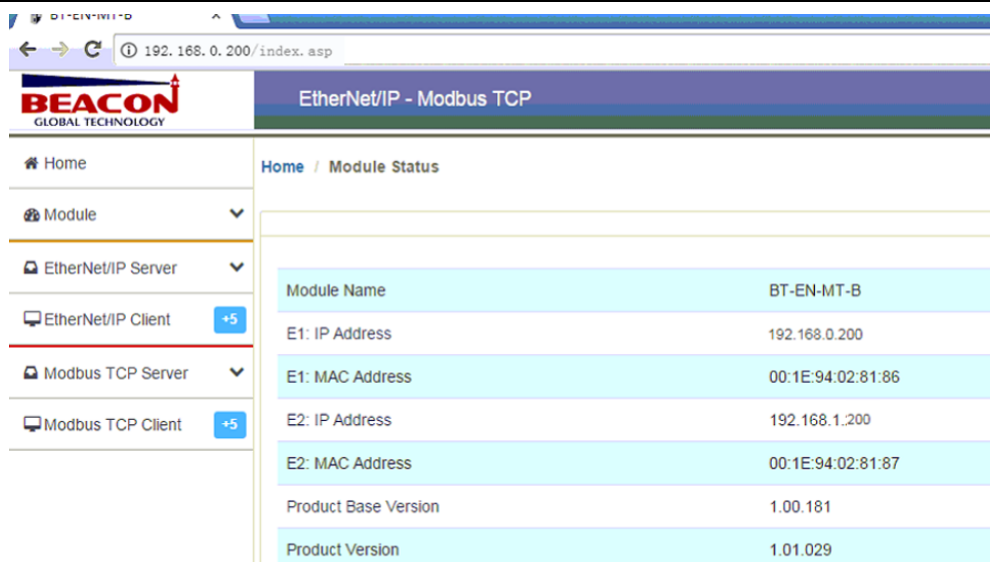 BT-EN-MT-B
192.168.0.200/index.asp
BEACON
GLOBAL TECHNOLOGY
EtherNet/IP - Modbus TCP
Home
Module
EtherNet/IP Server
EtherNet/IP Client +5
Modbus TCP Server
Modbus TCP Client +5
Home / Module Status
Module Name BT-EN-MT-B
E1: IP Address 192.168.0.200
E1: MAC Address 00:1E:94:02:81:86
E2: IP Address 192.168.1.:200
E2: MAC Address 00:1E:94:02:81:87
Product Base Version 1.00.181
Product Version 1.01.029